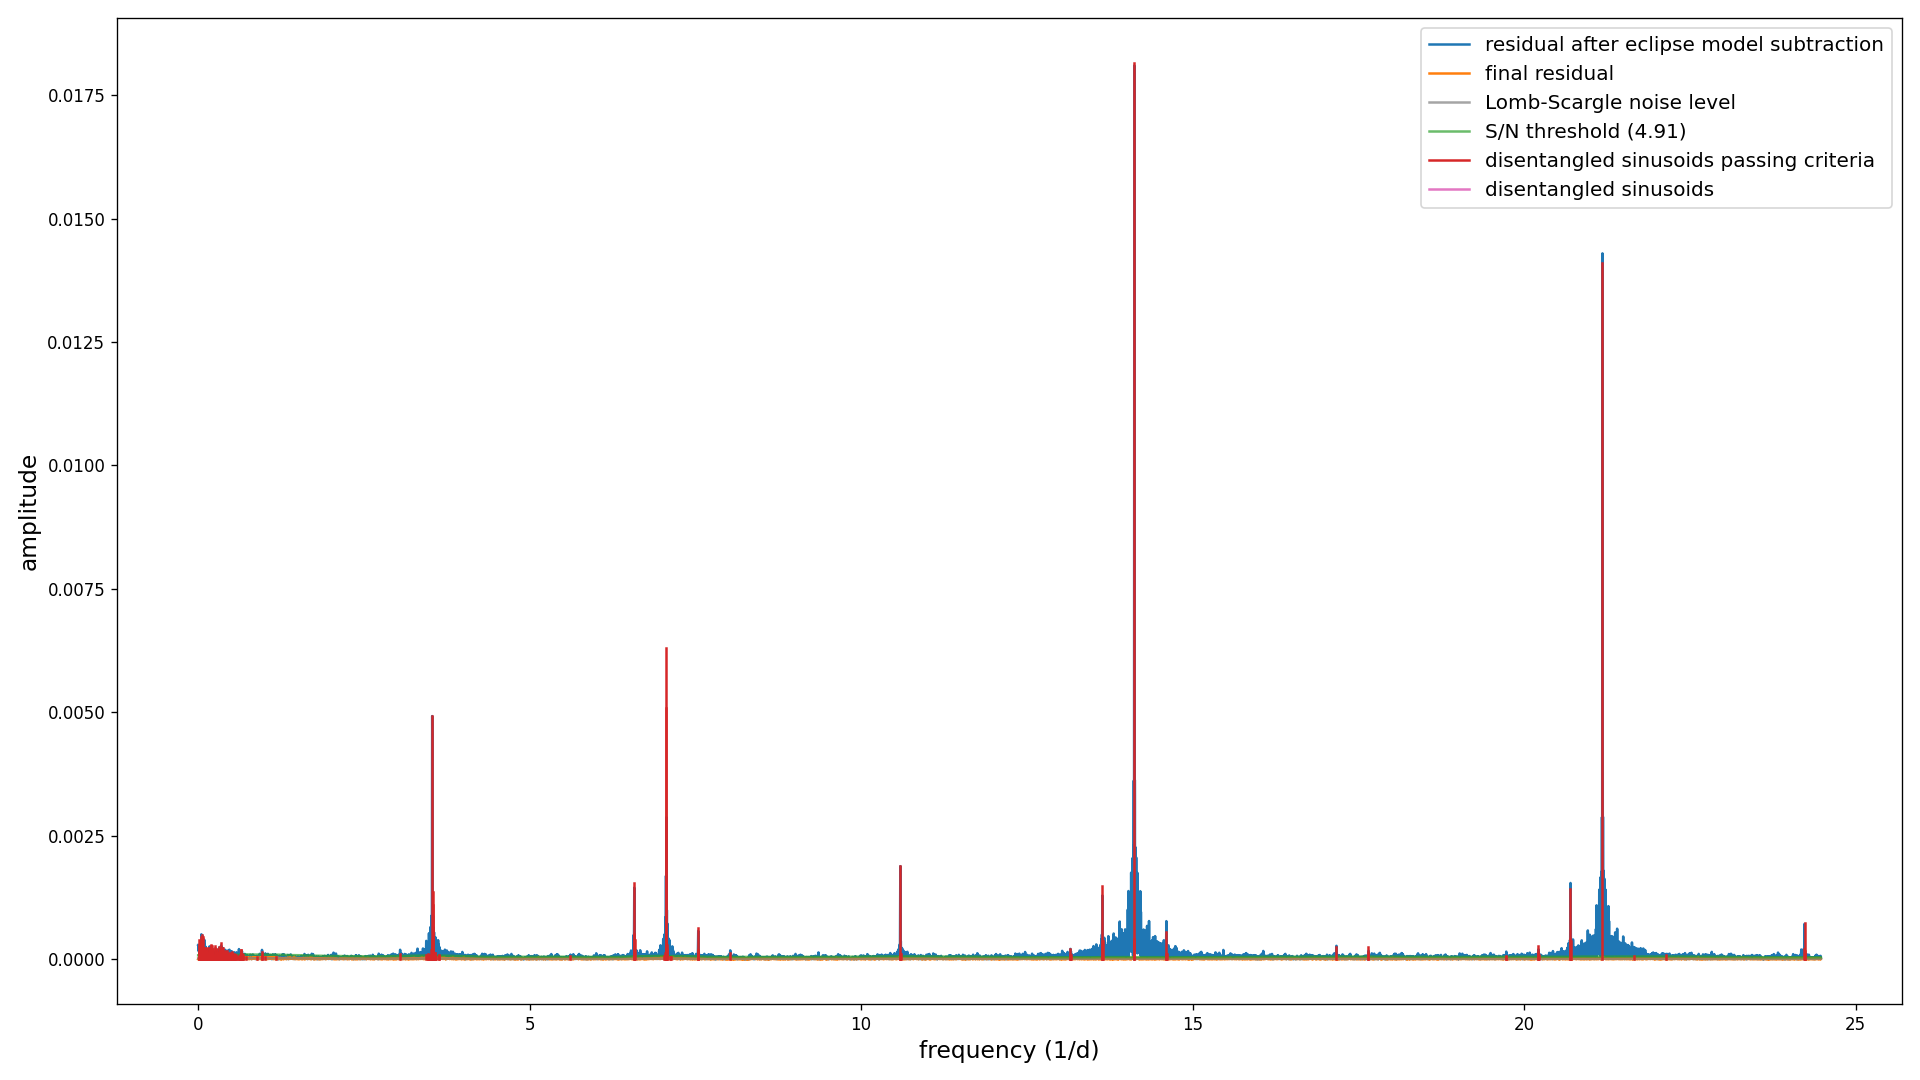 residual after eclipse model subtraction
final residual
Lomb-Scargle noise level
S/N threshold (4.91)
disentangled sinusoids passing criteria
disentangled sinusoids
amplitude
0.0175
0.0150
0.0125
0.0100
0.0075
0.0050
0.0025
0.0000
0 5 10 15 20 25
frequency (1/d)